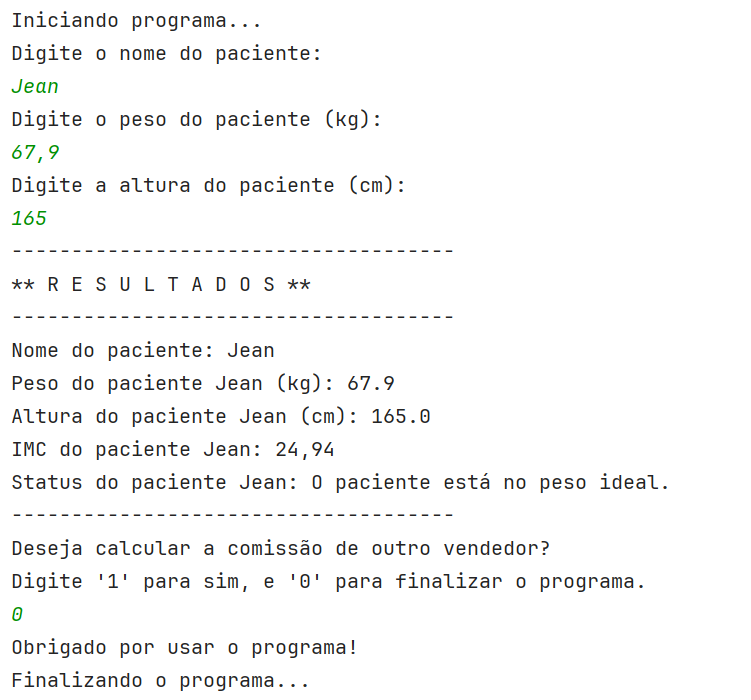 Iniciando programa...
Digite o nome do paciente:
Jean
Digite o peso do paciente (kg):
67,9
Digite a altura do paciente (cm):
165
-------------------------------------
** R E S U L T A D O S **
-------------------------------------
Nome do paciente: Jean
Peso do paciente Jean (kg): 67.9
Altura do paciente Jean (cm): 165.0
IMC do paciente Jean: 24,94
Status do paciente Jean: O paciente está no peso ideal.
-------------------------------------
Deseja calcular a comissão de outro vendedor?
Digite '1' para sim, e '0' para finalizar o programa.
0
Obrigado por usar o programa!
Finalizando o programa...